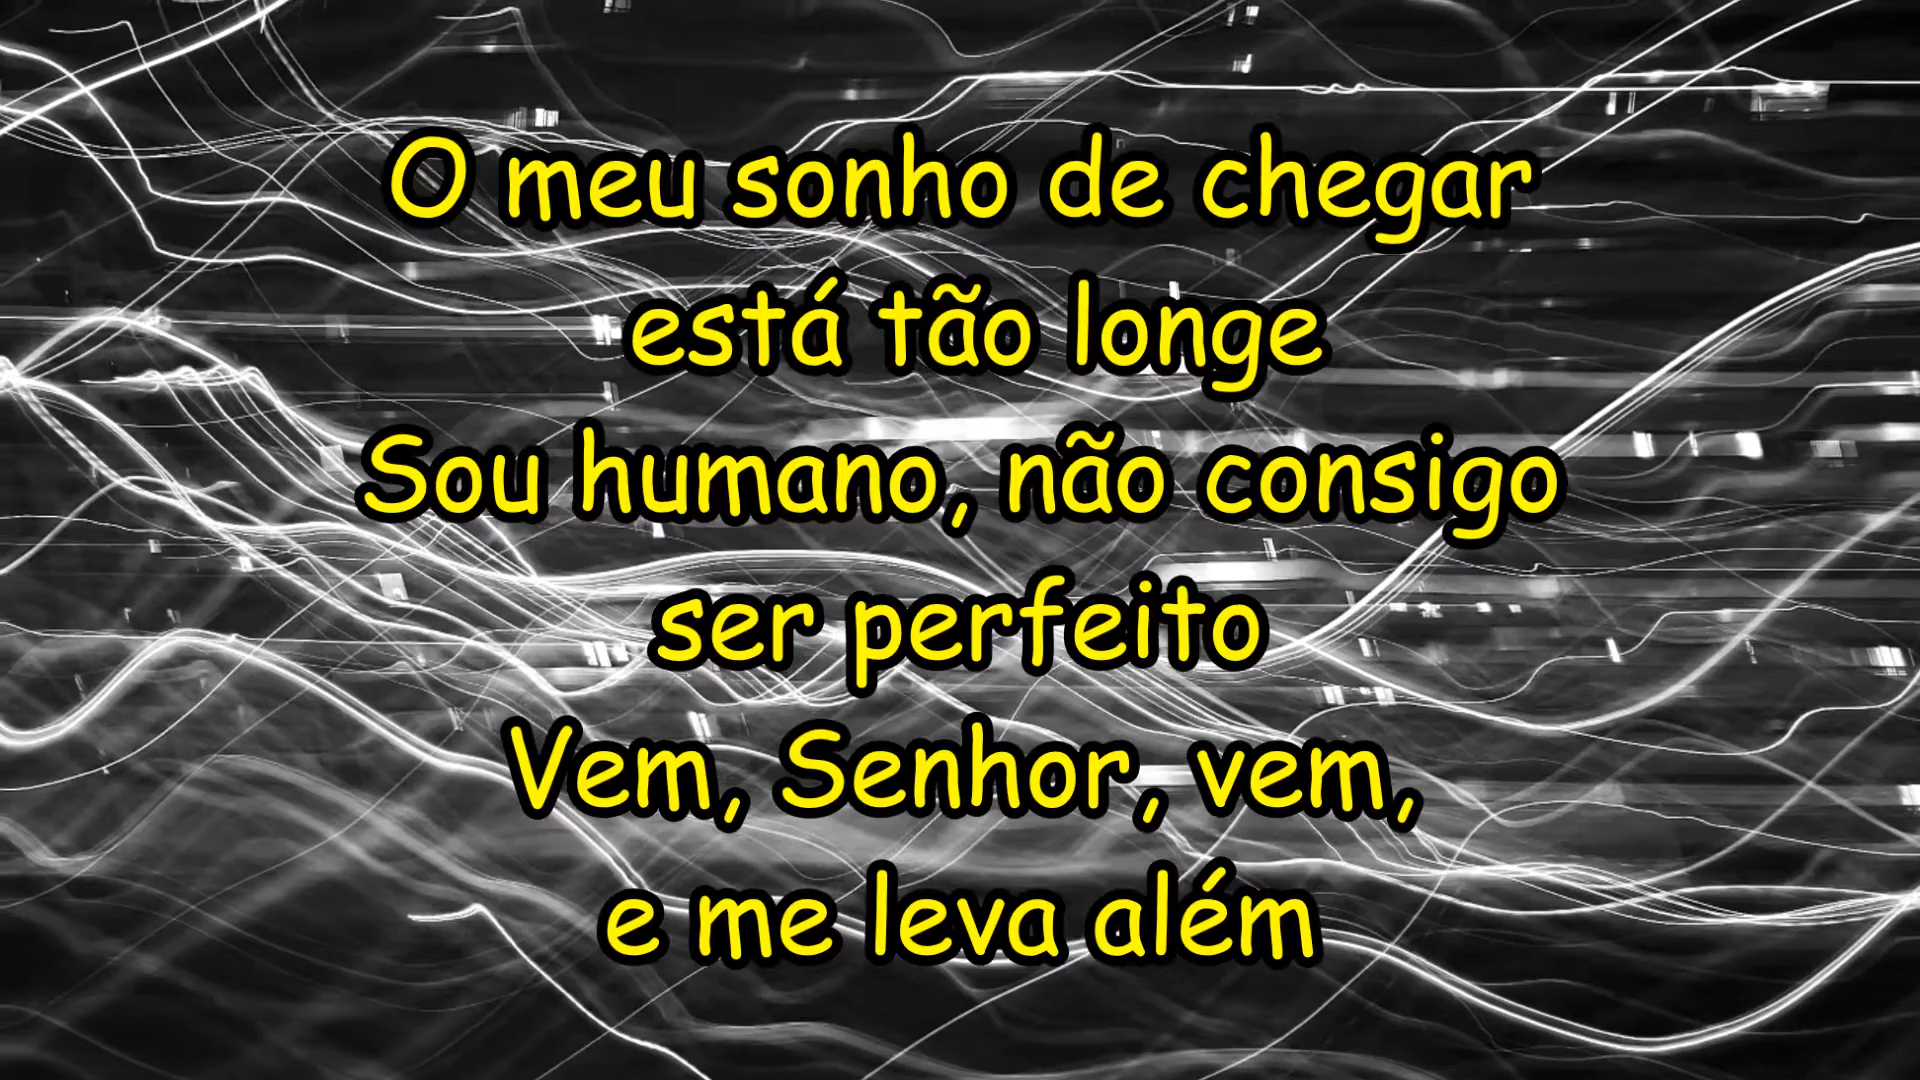 O meu sonho de chegar
está tão longe
Sou humano, não consigo
ser perfeito
Vem, Senhor, vem,
e me leva além